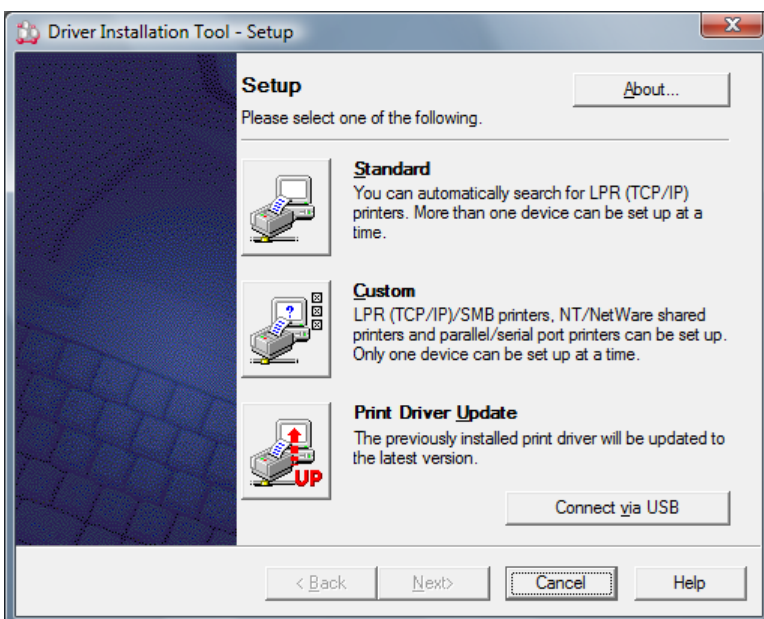 Driver Installation Tool - Setup
Setup
About...
Please select one of the following.
Standard
You can automatically search for LPR (TCP/IP)
printers. More than one device can be set up at a
time.
?
Custom
LPR (TCP/IP)/SMB printers, NT/NetWare shared
printers and parallel/serial port printers can be set up.
Only one device can be set up at a time.
Print Driver Update
The previously installed print driver will be updated to
the latest version.
UP
Connect via USB
< Back Next> Cancel Help